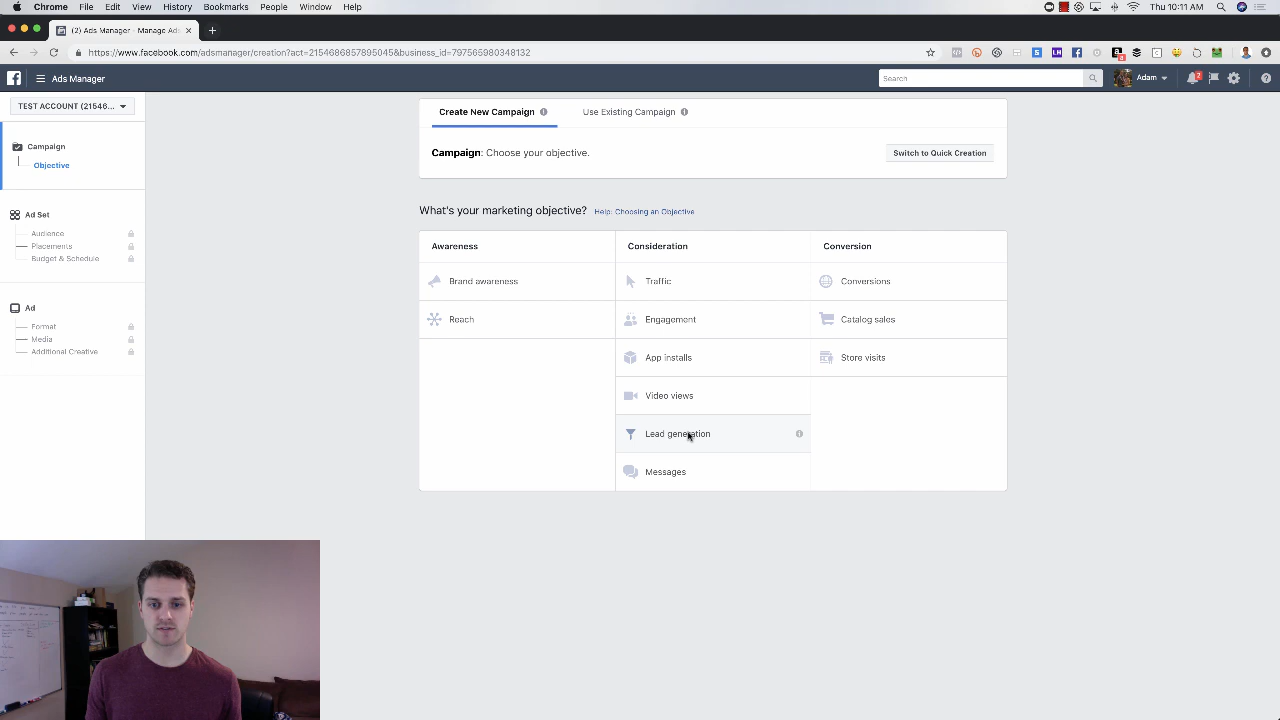 Chrome File Edit View History Bookmarks People Window Help Thu 10:11 AM
(2) Ads Manager - Manage Ads
https://www.facebook.com/adsmanager/creation?act=2154686857895045&business_id=797565980348132
Ads Manager Search Adam 2
TEST ACCOUNT (21546...
Campaign
Objective
Ad Set
Audience
Placements
Budget & Schedule
Ad
Format
Media
Additional Creative
Create New Campaign Use Existing Campaign
Campaign: Choose your objective. Switch to Quick Creation
What's your marketing objective? Help: Choosing an Objective
Awareness Consideration Conversion
Brand awareness Traffic Conversions
Reach Engagement Catalog sales
App installs Store visits
Video views
Lead generation
Messages